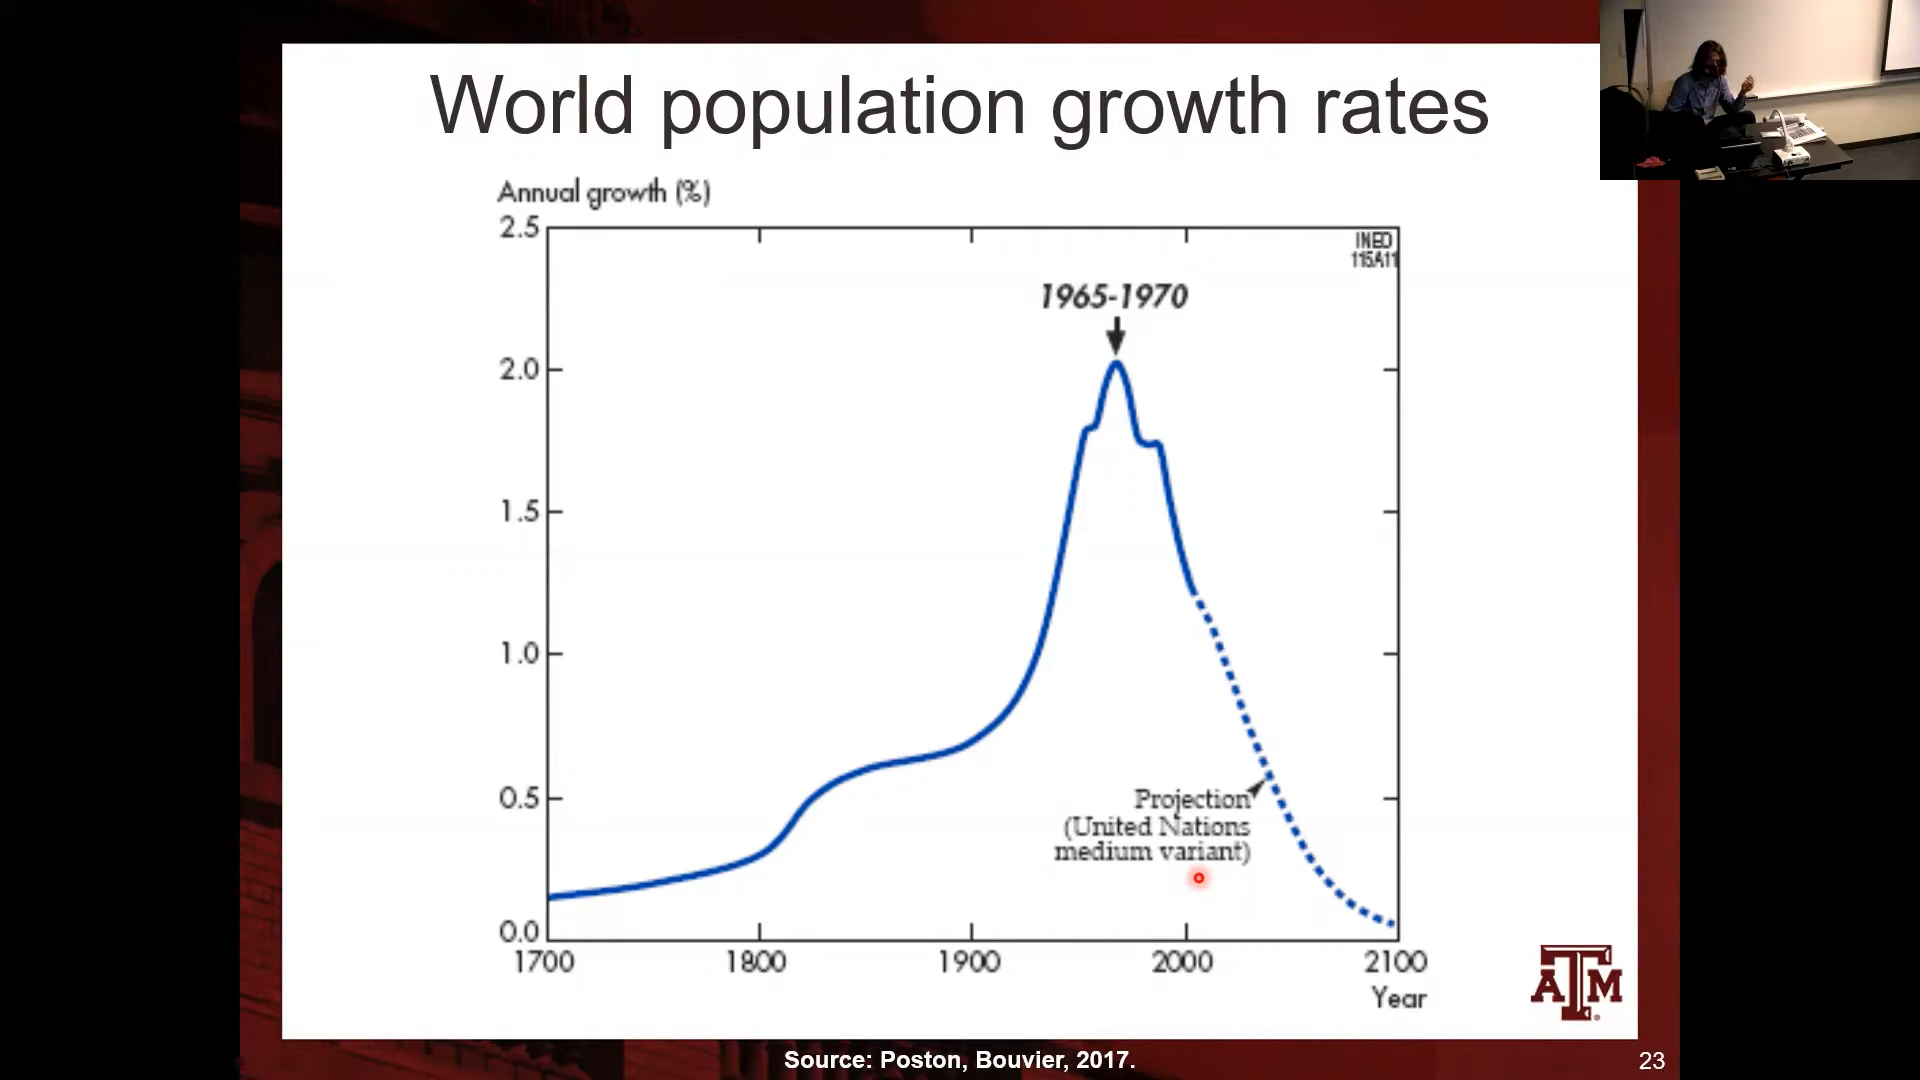 World population growth rates
Annual growth (%)
2.5
INED
115A11
1965-1970
2.0
1.5
1.0
0.5
Projection
(United Nations
medium variant)
0.0
1700
1800
1900
2000
2100
Year
ATM
Source: Poston, Bouvier, 2017.
23